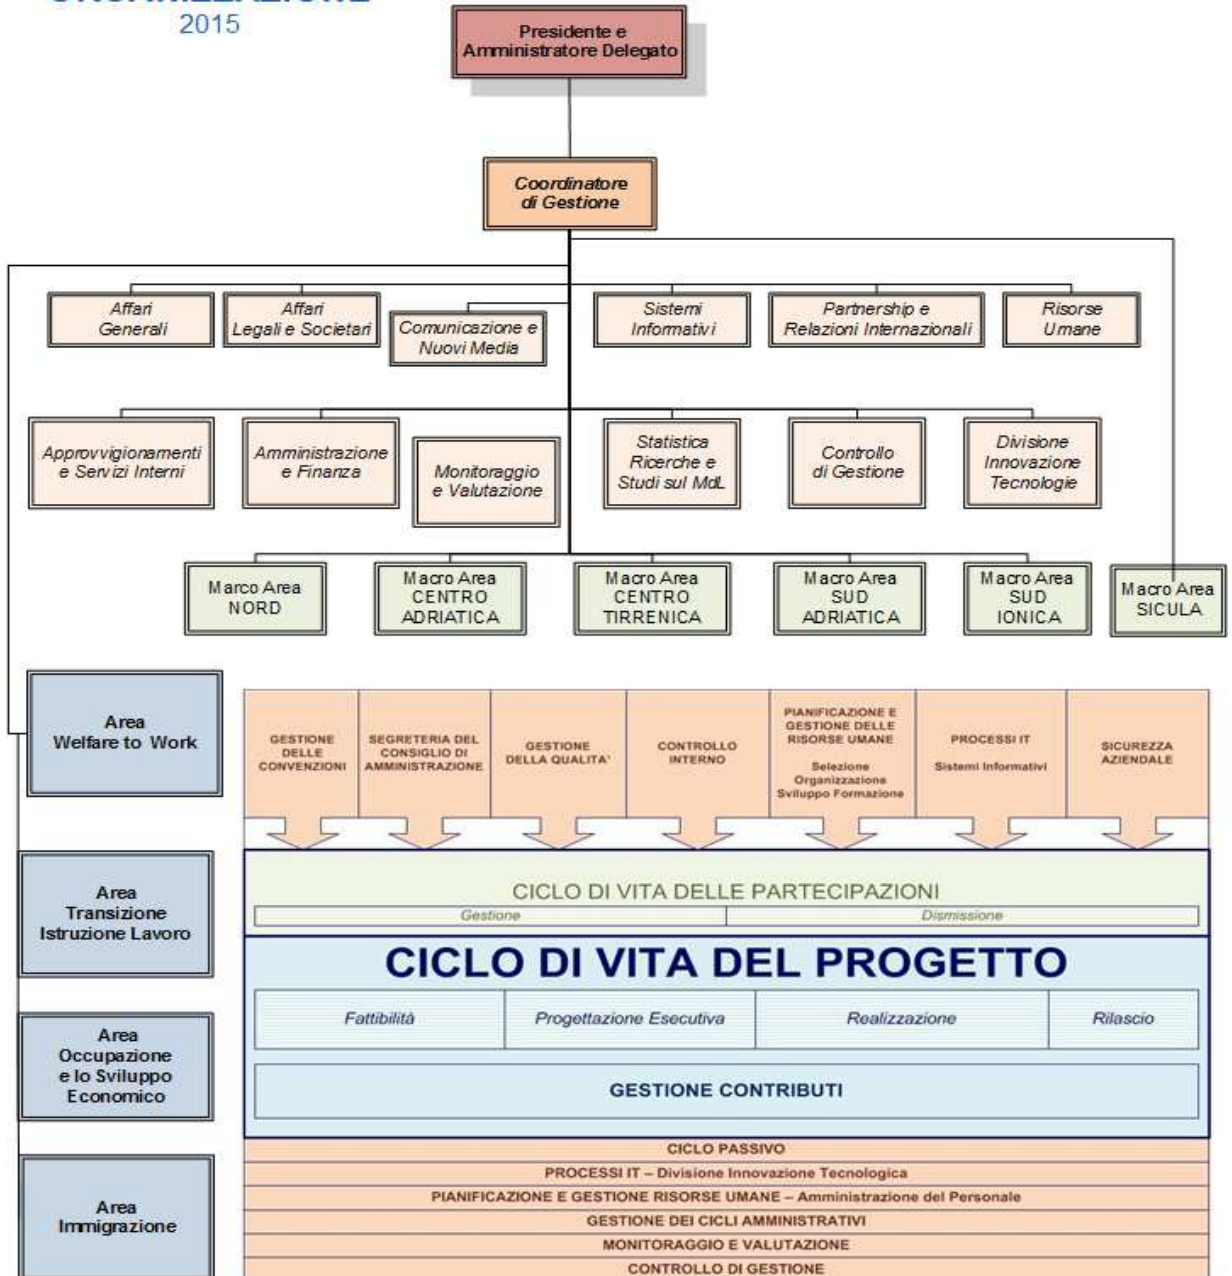 2015
Presidente e
Amministratore Delegato
Coordinatore
di Gestione
Affari
Generali
Affari
Legali e Societari
Comunicazione e
Nuovi Media
Sistemi
Informativi
Partnership e
Relazioni Internazionali
Risorse
Umane
Approvvigionamenti
e Servizi Interni
Amministrazione
e Finanza
Monitoraggio
e Valutazione
Statistica
Ricerche e
Studi sul MdL
Controllo
di Gestione
Divisione
Innovazione
Tecnologie
Marco Area
NORD
Macro Area
CENTRO
ADRIATICA
Macro Area
CENTRO
TIRRENICA
Macro Area
SUD
ADRIATICA
Macro Area
SUD
IONICA
Macro Area
SICULA
Area
Welfare to Work
GESTIONE
DELLE
CONVENZIONI
SEGRETERIA DEL
CONSIGLIO DI
AMMINISTRAZIONE
GESTIONE
DELLA QUALITA'
CONTROLLO
INTERNO
PIANIFICAZIONE E
GESTIONE DELLE
RISORSE UMANE
Selezione
Organizzazione
Sviluppo Formazione
PROCESSI IT
Sistemi Informativi
SICUREZZA
AZIENDALE
Area
Transizione
Istruzione Lavoro
CICLO DI VITA DELLE PARTECIPAZIONI
Gestione
Dismissione
CICLO DI VITA DEL PROGETTO
Fattibilità
Progettazione Esecutiva
Realizzazione
Rilascio
Area
Occupazione
e lo Sviluppo
Economico
GESTIONE CONTRIBUTI
CICLO PASSIVO
PROCESSI IT – Divisione Innovazione Tecnologica
PIANIFICAZIONE E GESTIONE RISORSE UMANE – Amministrazione del Personale
Area
Immigrazione
GESTIONE DEI CICLI AMMINISTRATIVI
MONITORAGGIO E VALUTAZIONE
CONTROLLO DI GESTIONE